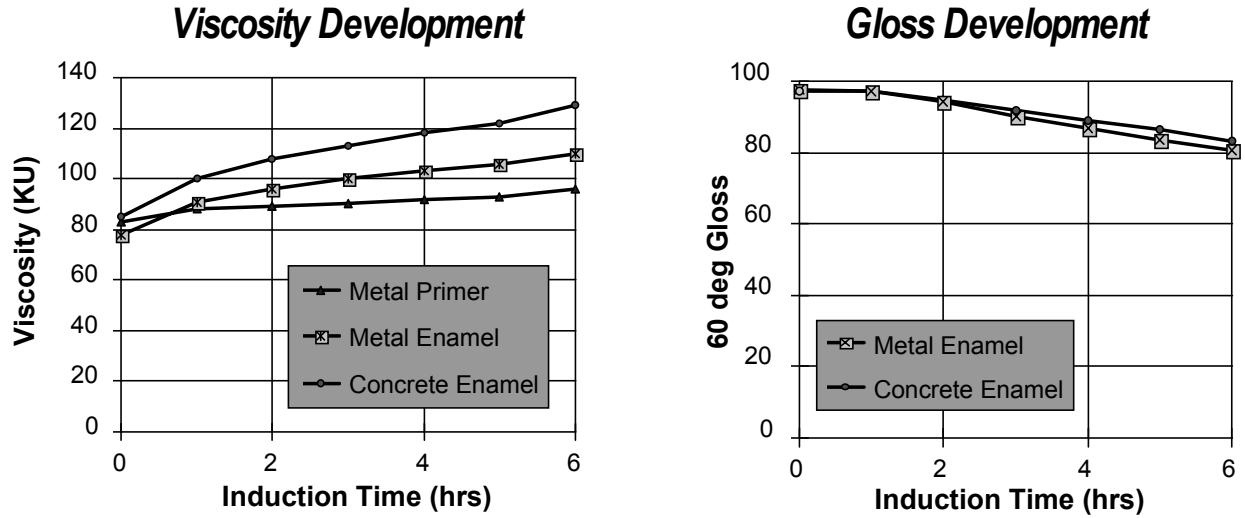 Viscosity Development
140
120
100
80
60
40
20
0
Viscosity (KU)
Metal Primer
Metal Enamel
Concrete Enamel
0 2 4 6
Induction Time (hrs)
Gloss Development
100
80
60
40
20
0
60 deg Gloss
Metal Enamel
Concrete Enamel
0 2 4 6
Induction Time (hrs)